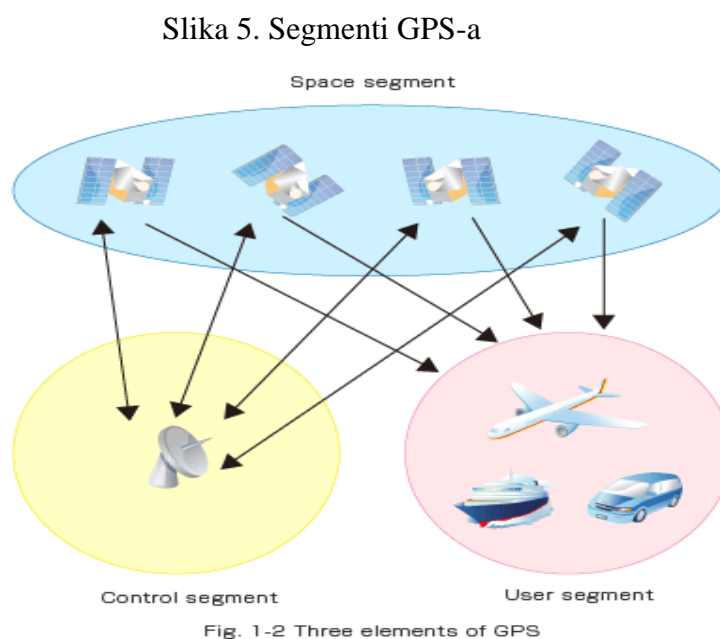 Slika 5. Segmenti GPS-a
Space segment
Control segment
User segment
Fig. 1-2 Three elements of GPS